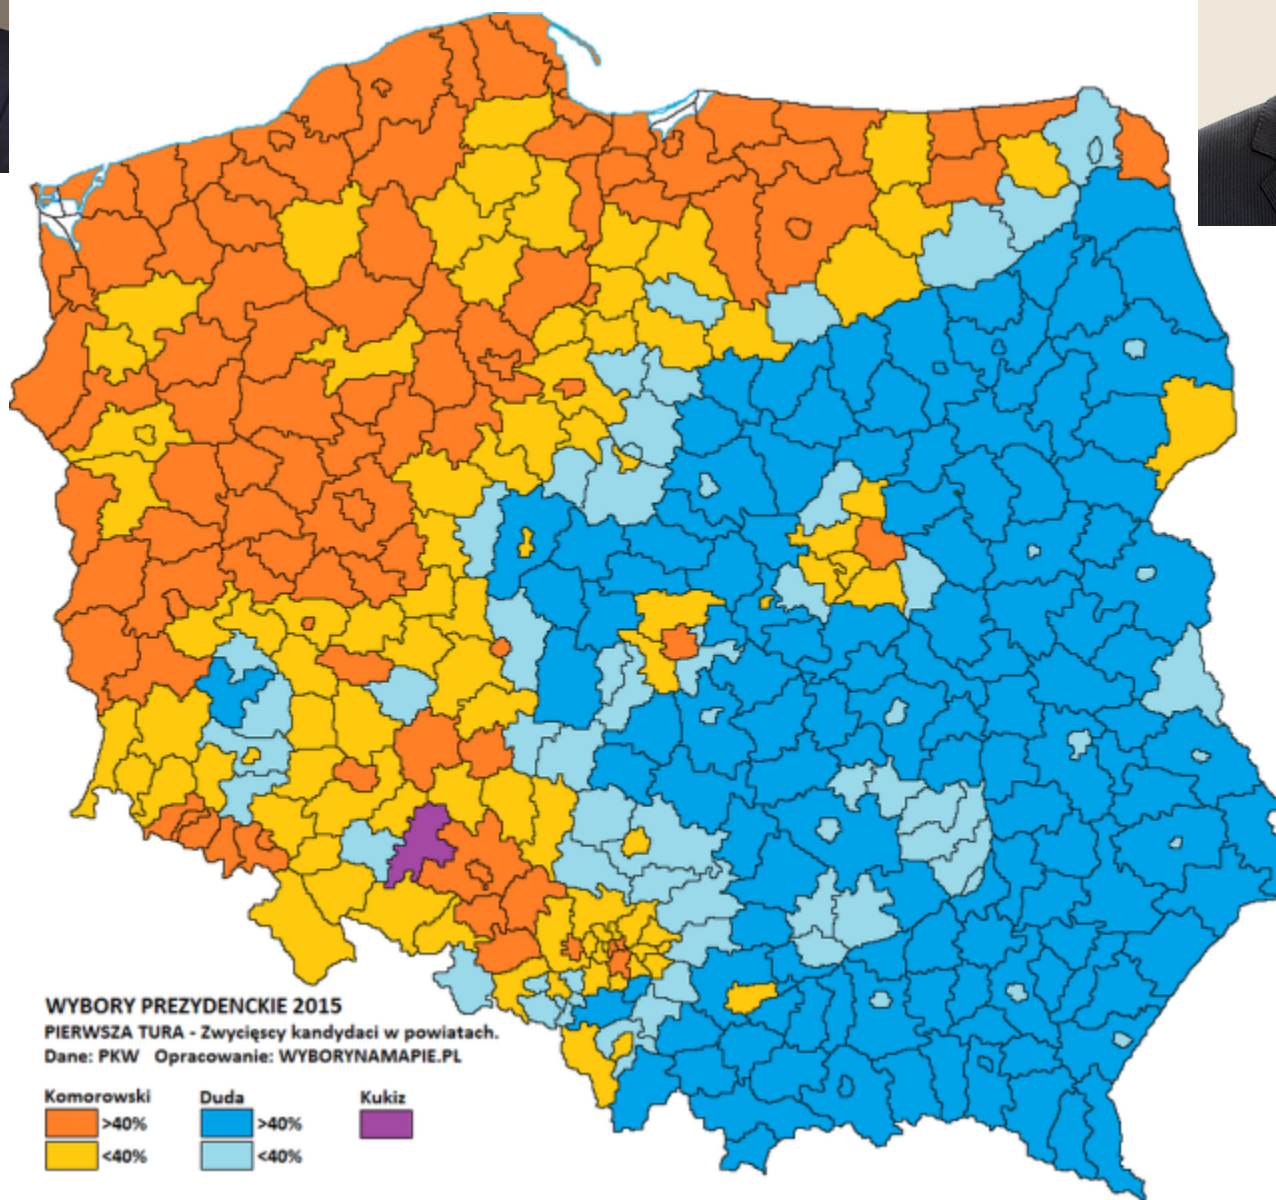 WYBORY PREZYDENCKIE 2015
PIERWSZA TURA - Zwycięscy kandydaci w powiatach.
Dane: PKW Opracowanie: WYBORYNAMAPIE.PL
Komorowski Duda Kukiz
>40% >40%
<40% <40%